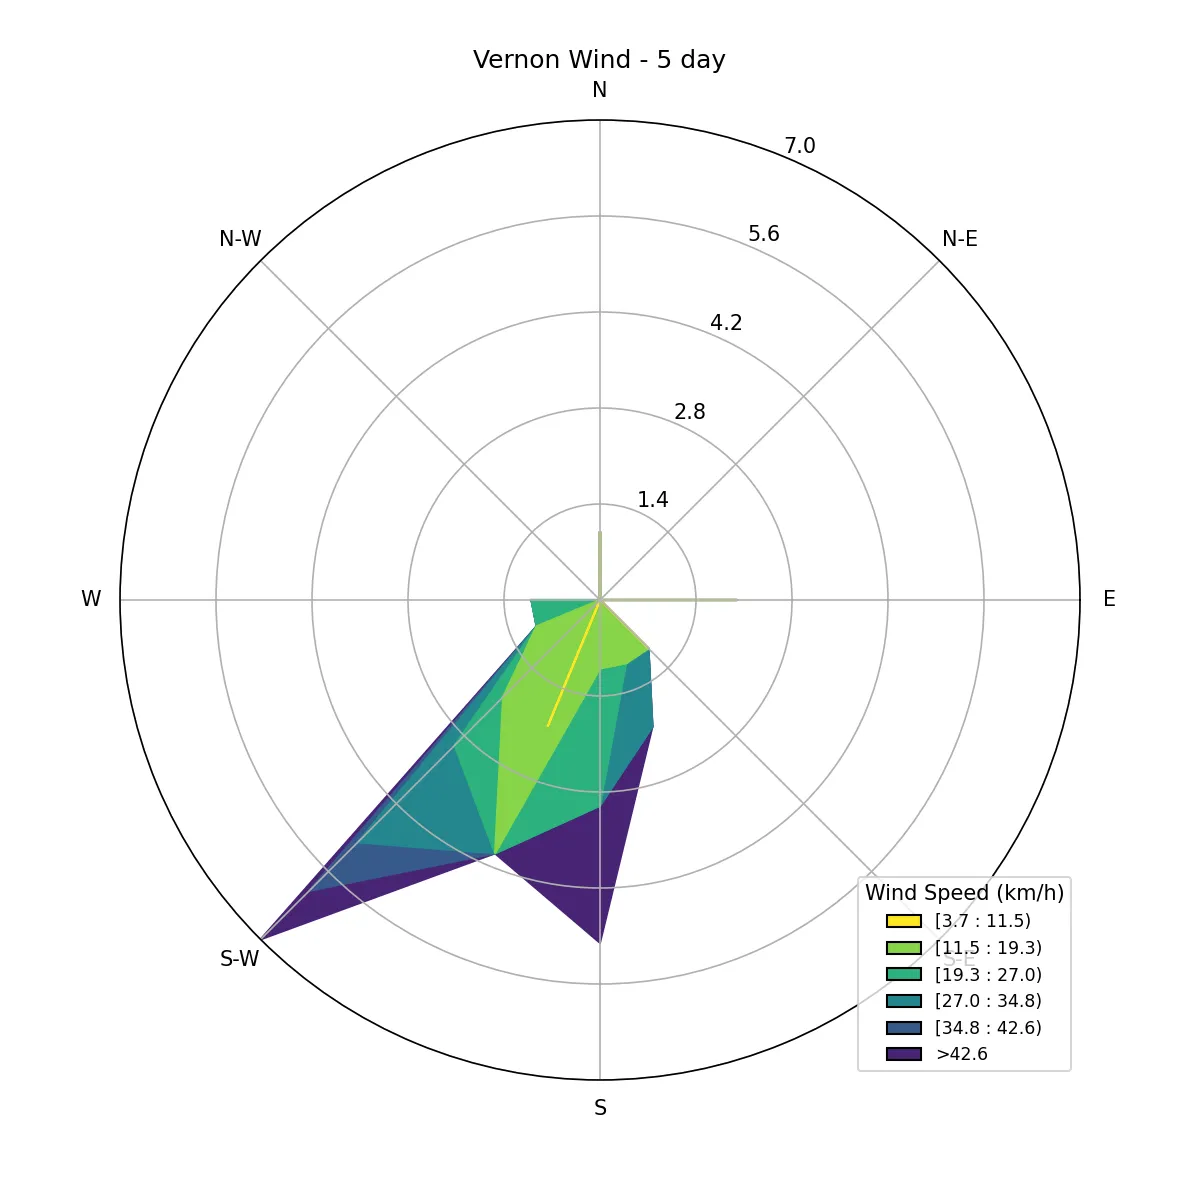 Vernon Wind - 5 day
N
7.0
N-W
5.6
N-E
4.2
2.8
1.4
W
E
Wind Speed (km/h)
[3.7 : 11.5)
[11.5 : 19.3)
S-W
S-E
[19.3 : 27.0)
[27.0 : 34.8)
[34.8 : 42.6)
>42.6
S